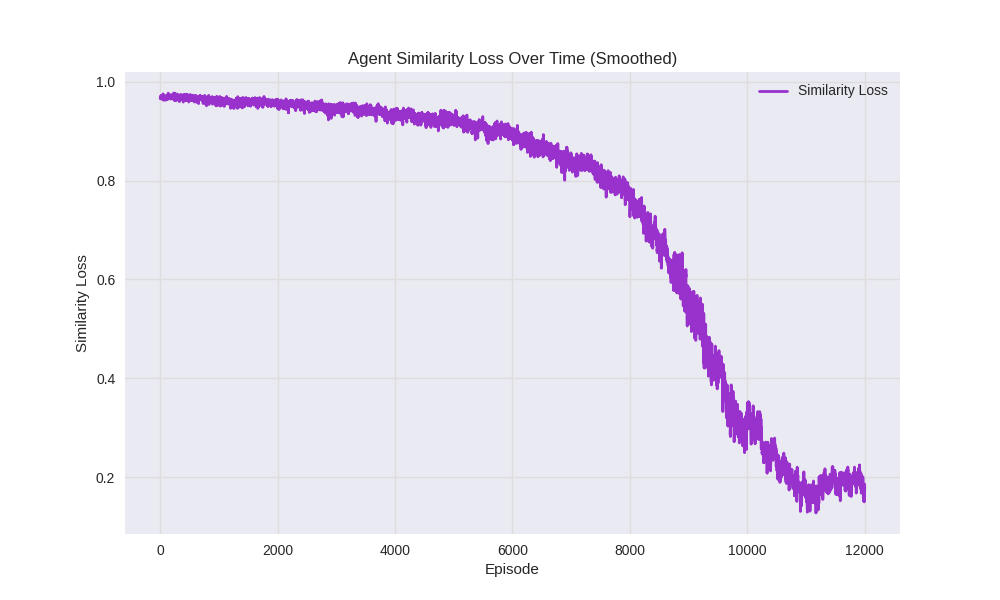 Agent Similarity Loss Over Time (Smoothed)
Similarity Loss
1.0
0.8
0.6
0.4
0.2
Similarity Loss
0 2000 4000 6000 8000 10000 12000
Episode